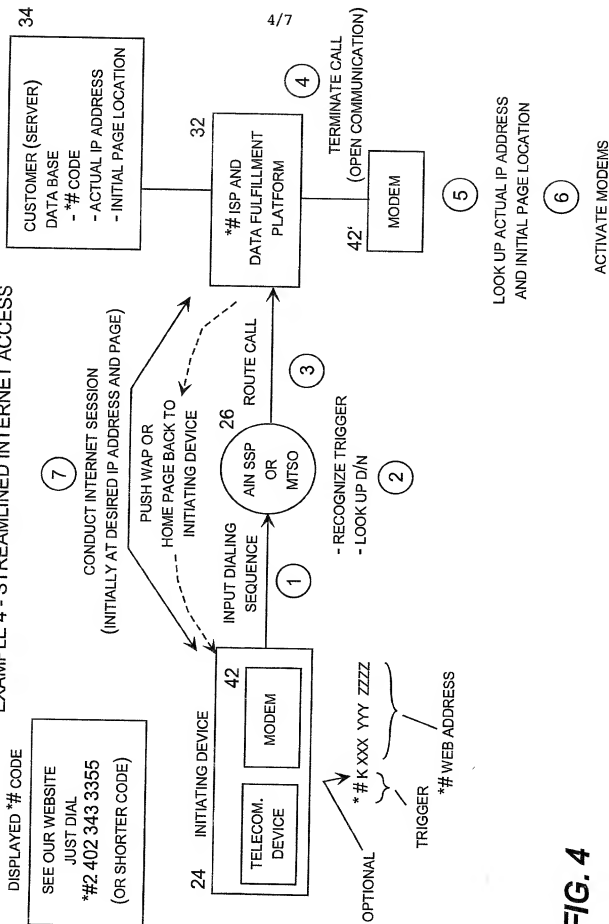 4/7
EXAMPLE 4 - STREAMLINED INTERNET ACCESS
DISPLAYED *# CODE
SEE OUR WEBSITE
JUST DIAL
*#2 402 343 3355
(OR SHORTER CODE)
7
CONDUCT INTERNET SESSION
(INITIALLY AT DESIRED IP ADDRESS AND PAGE)
PUSH WAP OR
HOME PAGE BACK TO
INITIATING DEVICE
34
CUSTOMER (SERVER)
DATA BASE
- *# CODE
- ACTUAL IP ADDRESS
- INITIAL PAGE LOCATION
24
INITIATING DEVICE
TELECOM.
DEVICE
42
MODEM
INPUT DIALING
SEQUENCE
1
26
AIN SSP
OR
MTSO
ROUTE CALL
3
32
*# ISP AND
DATA FULFILLMENT
PLATFORM
4
TERMINATE CALL
(OPEN COMMUNICATION)
- RECOGNIZE TRIGGER
- LOOK UP D/N
2
42'
MODEM
OPTIONAL
*# K XXX YYY ZZZZ
TRIGGER
*# WEB ADDRESS
5
LOOK UP ACTUAL IP ADDRESS
AND INITIAL PAGE LOCATION
6
ACTIVATE MODEMS
FIG. 4